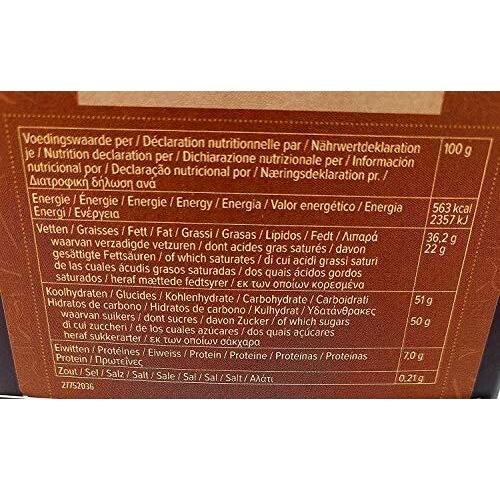 Voedingswaarde per / Déclaration nutritionnelle par / Nährwertdeklaration
je / Nutrition declaration per / Dichiarazione nutrizionale per / Información
nutricional por / Declaração nutricional por / Næringsdeklaration pr. /
Διατροφική δήλωση ανά
100 g
Energie / Énergie / Energie / Energy / Energia / Valor energético / Energia
Energi / Ενέργεια
563 kcal
2357 kJ
Vetten / Graisses / Fett / Fat / Grassi / Grasas / Lípidos / Fedt / Λιπαρά
waarvan verzadigde vetzuren / dont acides gras saturés / davon
gesättigte Fettsäuren / of which saturates / di cui acidi grassi saturi
de las cuales ácudis grasos saturadas / dos quais ácidos gordos
saturados / heraf mættede fedtsyrer / εκ των οποίων κορεσμένα
36,2 g
22 g
Koolhydraten / Glucides / Kohlenhydrate / Carbohydrate / Carboidrati
Hidratos de carbono / Hidratos de carbono / Kulhydrat / Υδατάνθρακες
waarvan suikers / dont sucres / davon Zucker / of which sugars
di cui zuccheri / de los cuales azúcares / dos quais açúcares
heraf sukkerarter / εκ των οποίων σάκχαρα
51 g
50 g
Eiwitten / Protéines / Eiweiss / Protein / Proteine / Proteínas / Proteínas
Protein / Πρωτεΐνες
7,0 g
Zout / Sel / Salz / Salt / Sale / Sal / Sal / Salt / Αλάτι
0,21 g
27752036